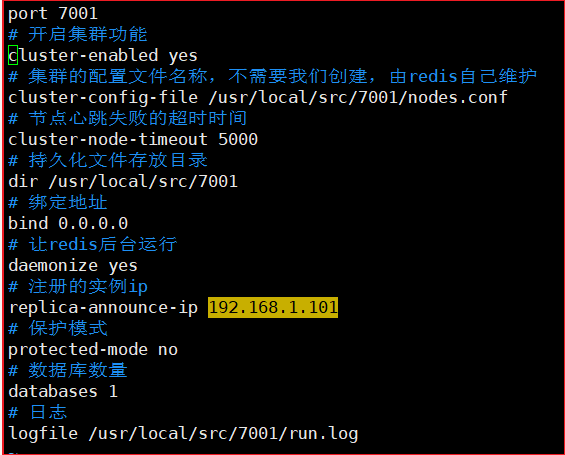 port 7001
# 开启集群功能
cluster-enabled yes
# 集群的配置文件名称，不需要我们创建，由redis自己维护
cluster-config-file /usr/local/src/7001/nodes.conf
# 节点心跳失败的超时时间
cluster-node-timeout 5000
# 持久化文件存放目录
dir /usr/local/src/7001
# 绑定地址
bind 0.0.0.0
# 让redis后台运行
daemonize yes
# 注册的实例ip
replica-announce-ip 192.168.1.101
# 保护模式
protected-mode no
# 数据库数量
databases 1
# 日志
logfile /usr/local/src/7001/run.log